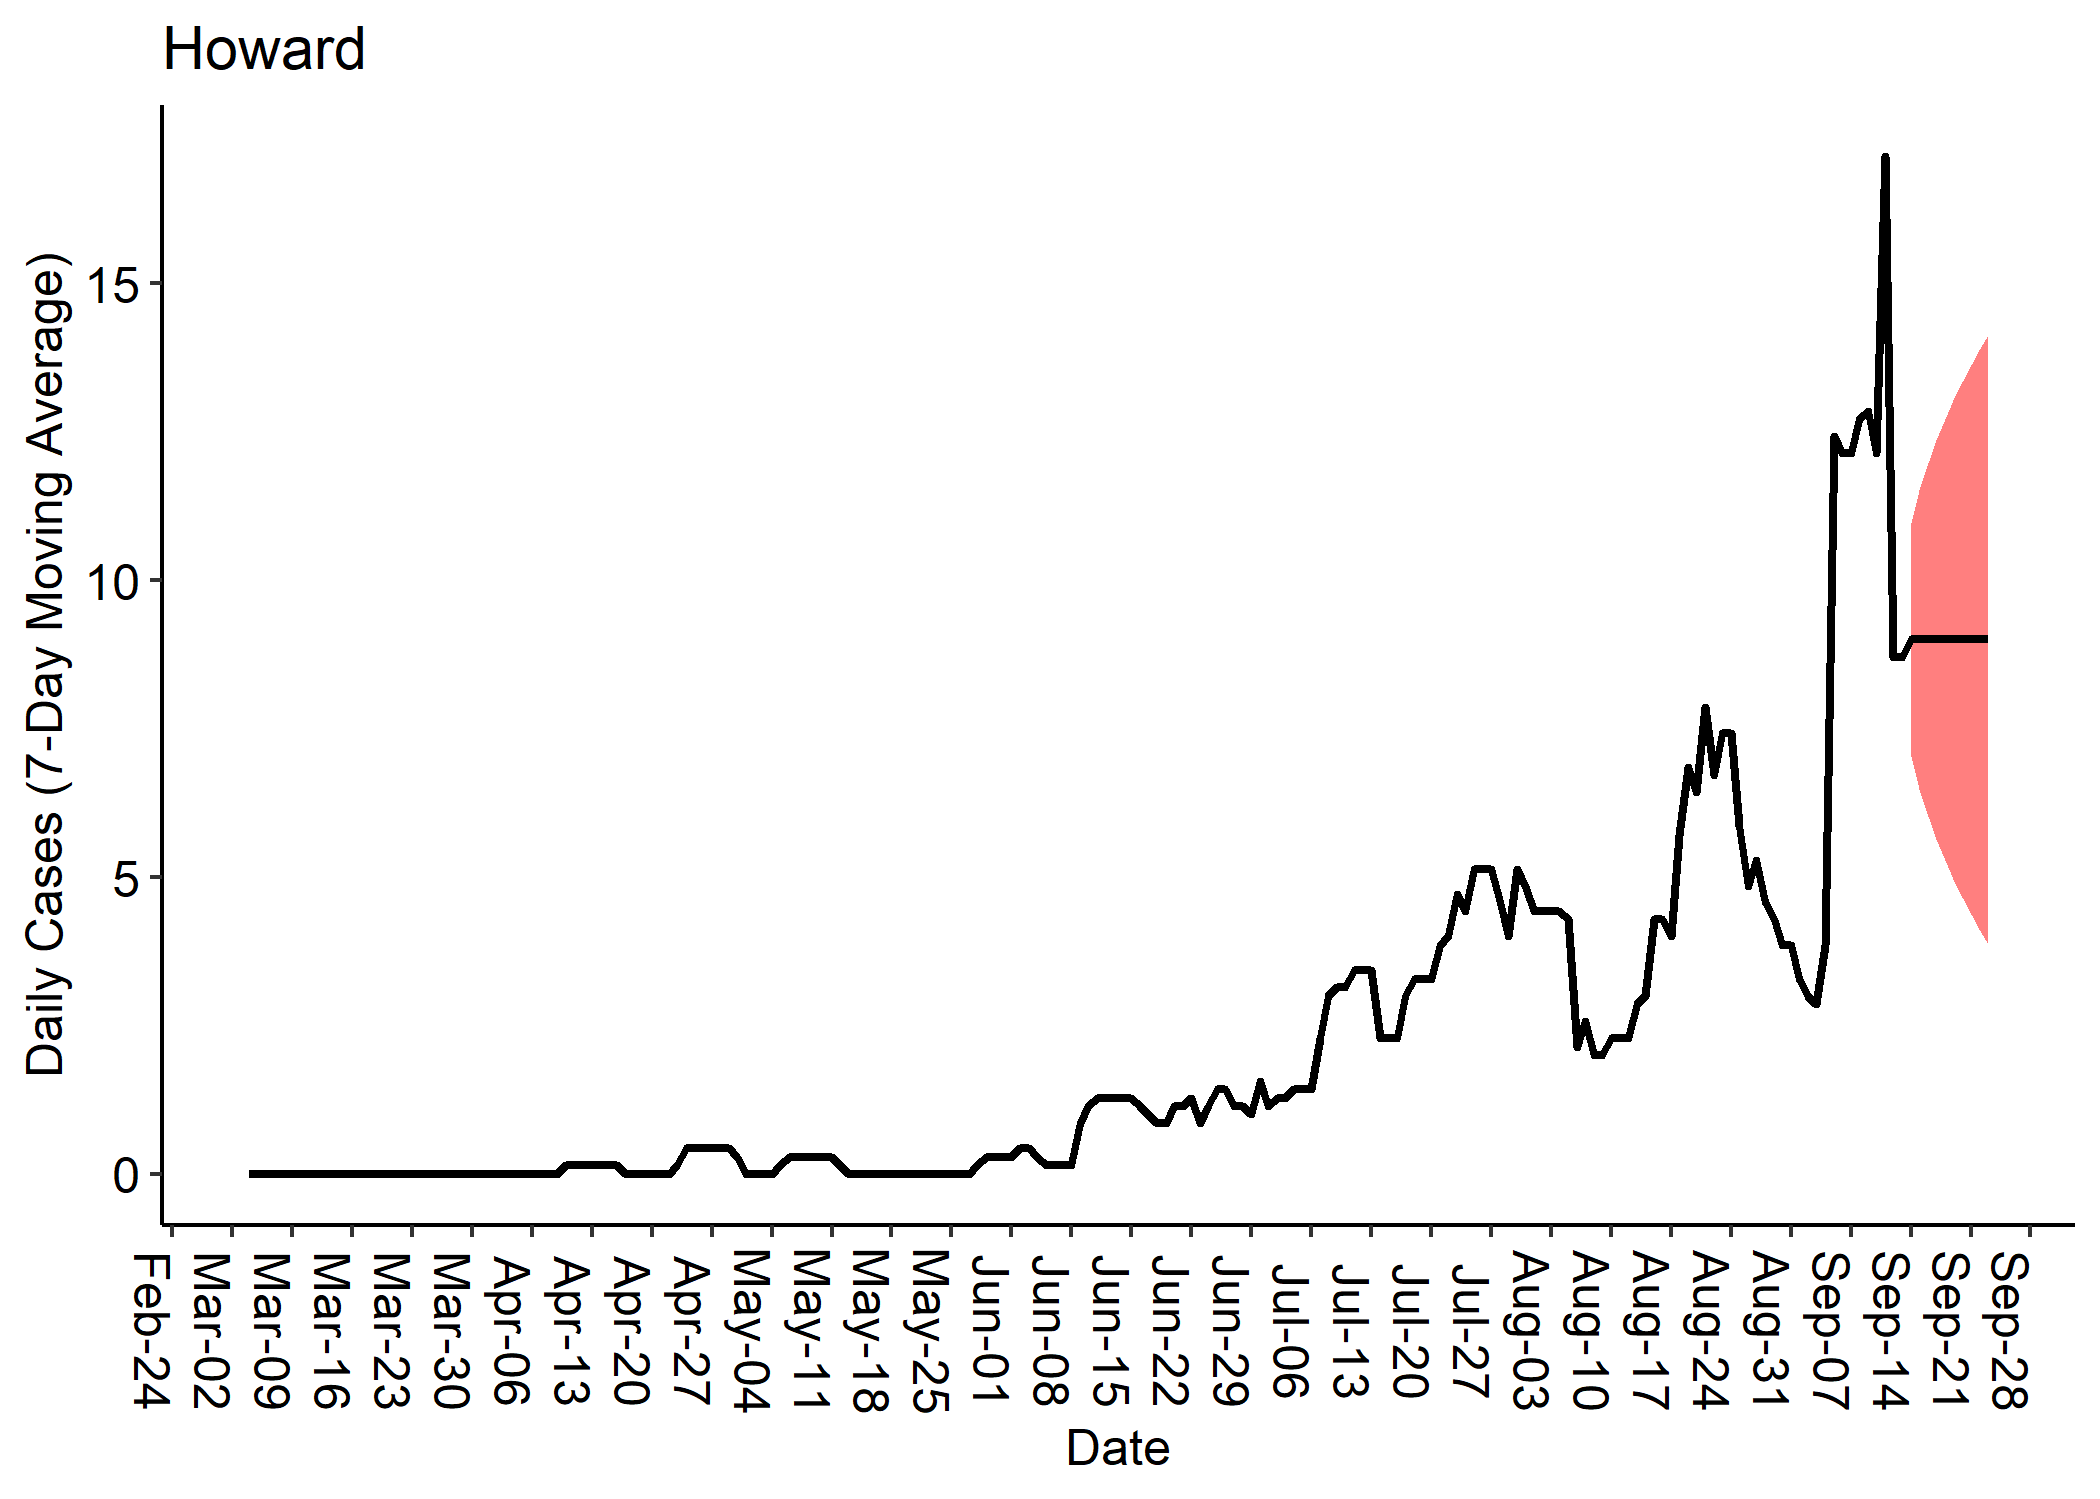 Howard
Daily Cases (7-Day Moving Average)
15
10
5
0
Feb-24
Mar-02
Mar-09
Mar-16
Mar-23
Mar-30
Apr-06
Apr-13
Apr-20
Apr-27
May-04
May-11
May-18
May-25
Jun-01
Jun-08
Jun-15
Jun-22
Jun-29
Jul-06
Jul-13
Jul-20
Jul-27
Aug-03
Aug-10
Aug-17
Aug-24
Aug-31
Sep-07
Sep-14
Sep-21
Sep-28
Date